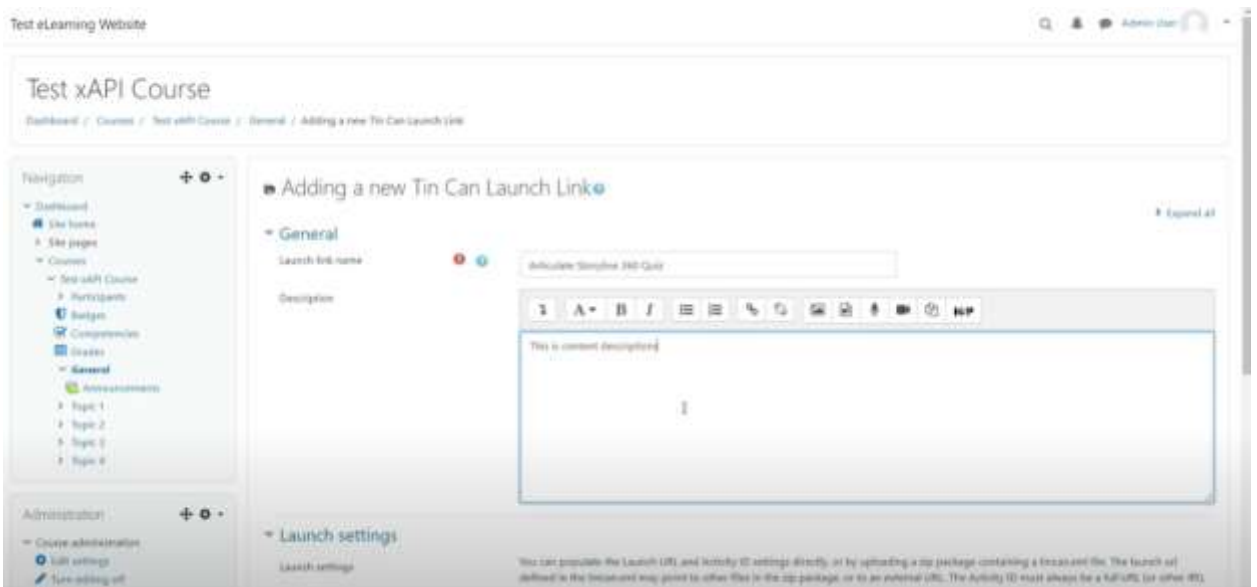 Test eLearning Website
Admin User
Test xAPI Course
Dashboard / Courses / Test xAPI Course / General / Adding a new Tin Can Launch Link
Navigation
Dashboard
Site home
Site pages
Courses
Test xAPI Course
Participants
Badges
Competencies
Grades
General
Announcements
Topic 1
Topic 2
Topic 3
Topic 4
Administration
Course administration
Edit settings
Turn editing off
Adding a new Tin Can Launch Link
Expand all
General
Launch link name
Articulate Storyline 360 Quiz
Description
A B I H-P
This is content descriptions
Launch settings
Launch settings
You can populate the Launch URL and Activity ID settings directly, or by uploading a zip package containing a tincan.xml file. The launch url
defined in the tincan.xml may point to other files in the zip package, or to an external URL. The Activity ID must always be a full URL (or other IRI).